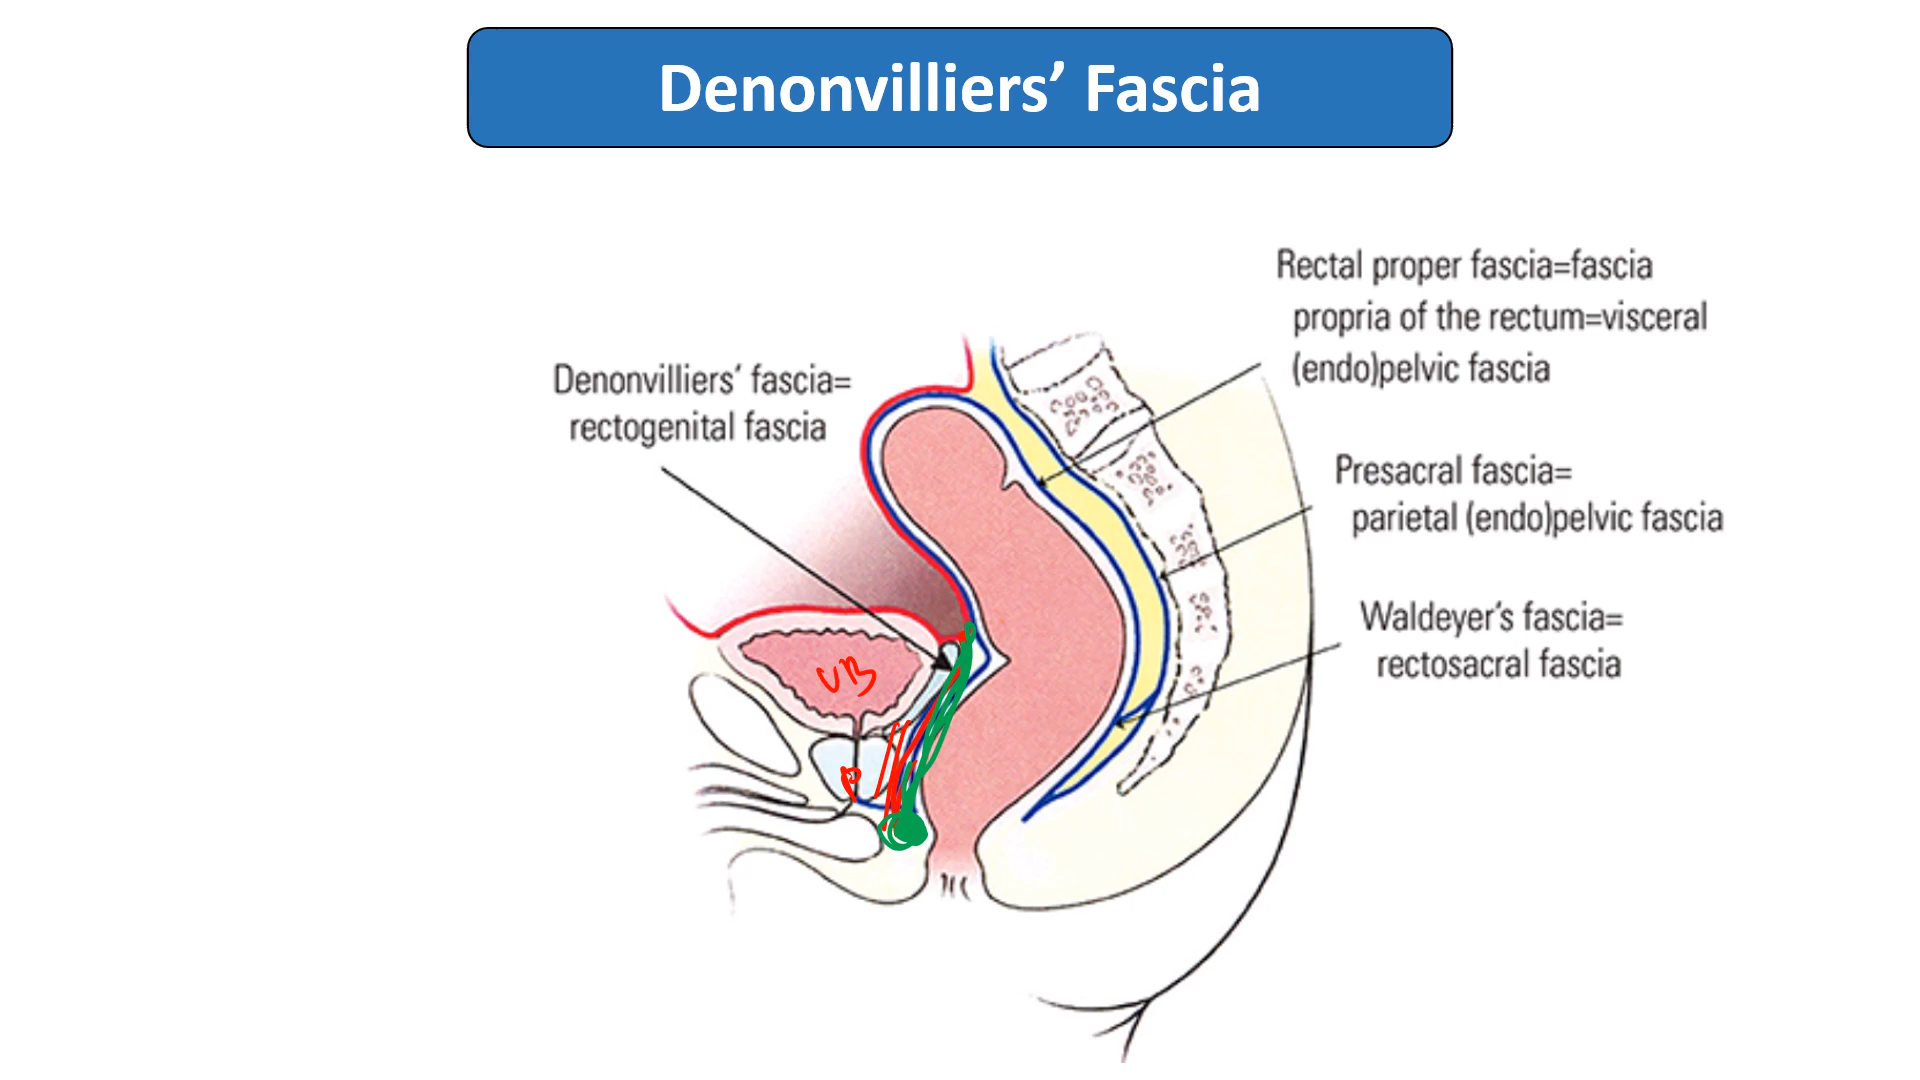 Denonvilliers’ Fascia
Rectal proper fascia=fascia
propria of the rectum=visceral
(endo)pelvic fascia
Denonvilliers’ fascia=
rectogenital fascia
Presacral fascia=
parietal (endo)pelvic fascia
Waldeyer’s fascia=
rectosacral fascia
UB
P